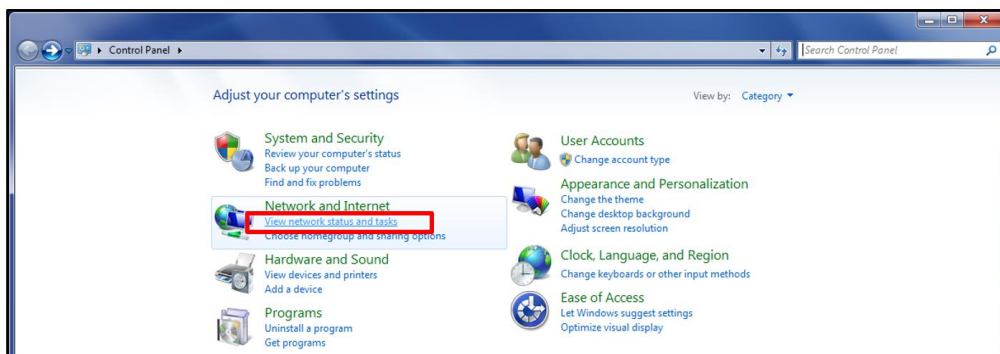 Control Panel
Search Control Panel
Adjust your computer's settings
View by: Category
System and Security
Review your computer's status
Back up your computer
Find and fix problems
Network and Internet
View network status and tasks
Choose homegroup and sharing options
Hardware and Sound
View devices and printers
Add a device
Programs
Uninstall a program
Get programs
User Accounts
Change account type
Appearance and Personalization
Change the theme
Change desktop background
Adjust screen resolution
Clock, Language, and Region
Change keyboards or other input methods
Ease of Access
Let Windows suggest settings
Optimize visual display